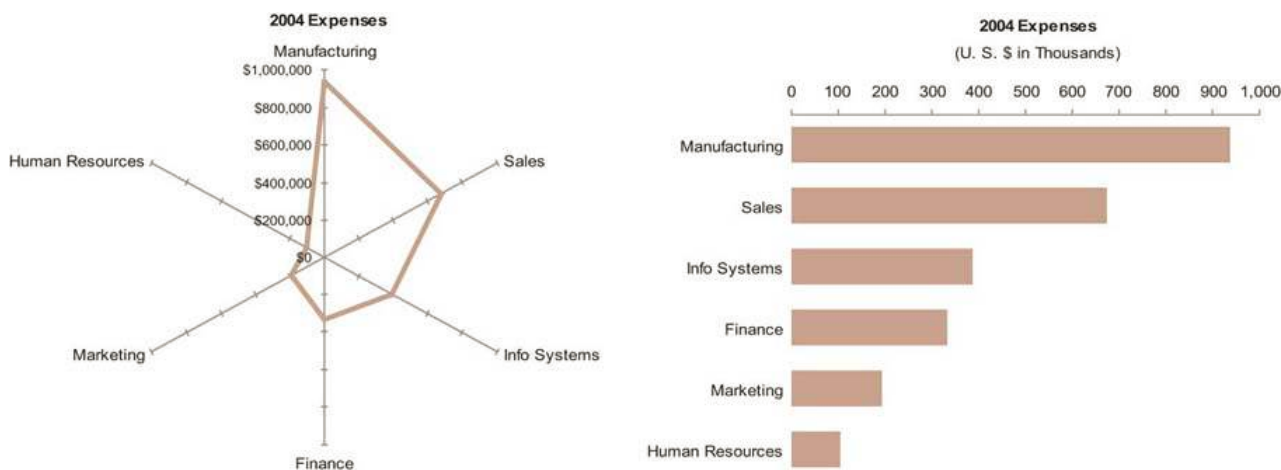 2004 Expenses
Manufacturing
$1,000,000
$800,000
$600,000
$400,000
$200,000
$0
Human Resources
Sales
Marketing
Info Systems
Finance
2004 Expenses
(U. S. $ in Thousands)
0 100 200 300 400 500 600 700 800 900 1,000
Manufacturing
Sales
Info Systems
Finance
Marketing
Human Resources